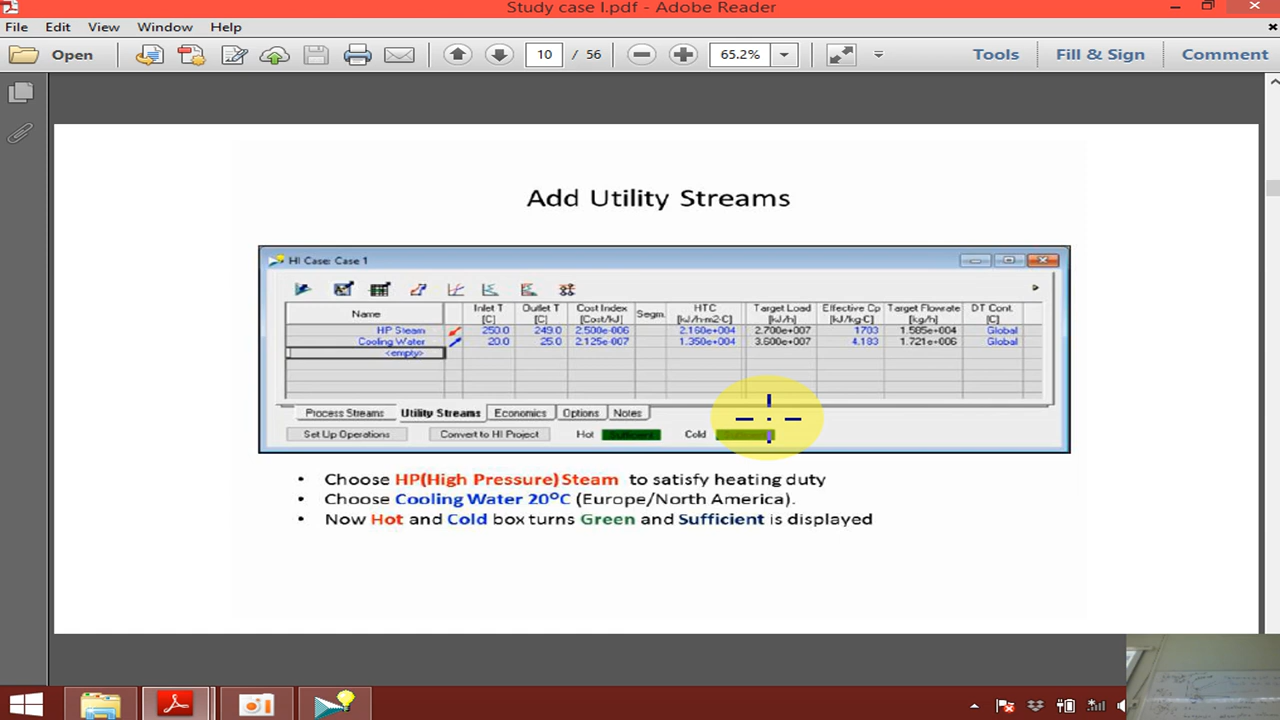 Study case I.pdf - Adobe Reader
File Edit View Window Help
Open 10 / 56 65.2% Tools Fill & Sign Comment
Add Utility Streams
HI Case: Case 1
Name Inlet T [C] Outlet T [C] Cost Index [Cost/kJ] Segm. HTC [kJ/h-m2-C] Target Load [kJ/h] Effective Cp [kJ/kg-C] Target Flowrate [kg/h] DT Cont. [C]
HP Steam 250.0 249.0 2.500e-006 2.160e+004 2.700e+007 1703 1.585e+004 Global
Cooling Water 20.0 25.0 2.125e-007 1.350e+004 3.600e+007 4.183 1.721e+006 Global
<empty>
Process Streams Utility Streams Economics Options Notes
Set Up Operations Convert to HI Project Hot Sufficient Cold
• Choose HP(High Pressure) Steam to satisfy heating duty
• Choose Cooling Water 20°C (Europe/North America).
• Now Hot and Cold box turns Green and Sufficient is displayed